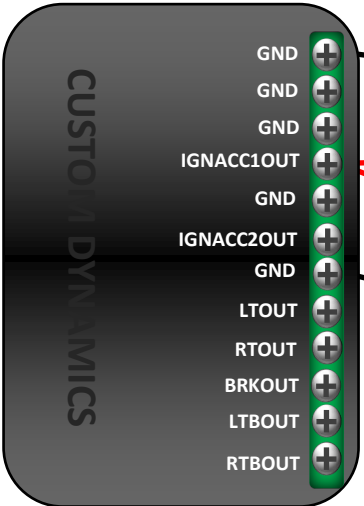 CUSTOM DYNAMICS
GND
GND
GND
IGNACC1OUT
GND
IGNACC2OUT
GND
LTOUT
RTOUT
BRKOUT
LTBOUT
RTBOUT